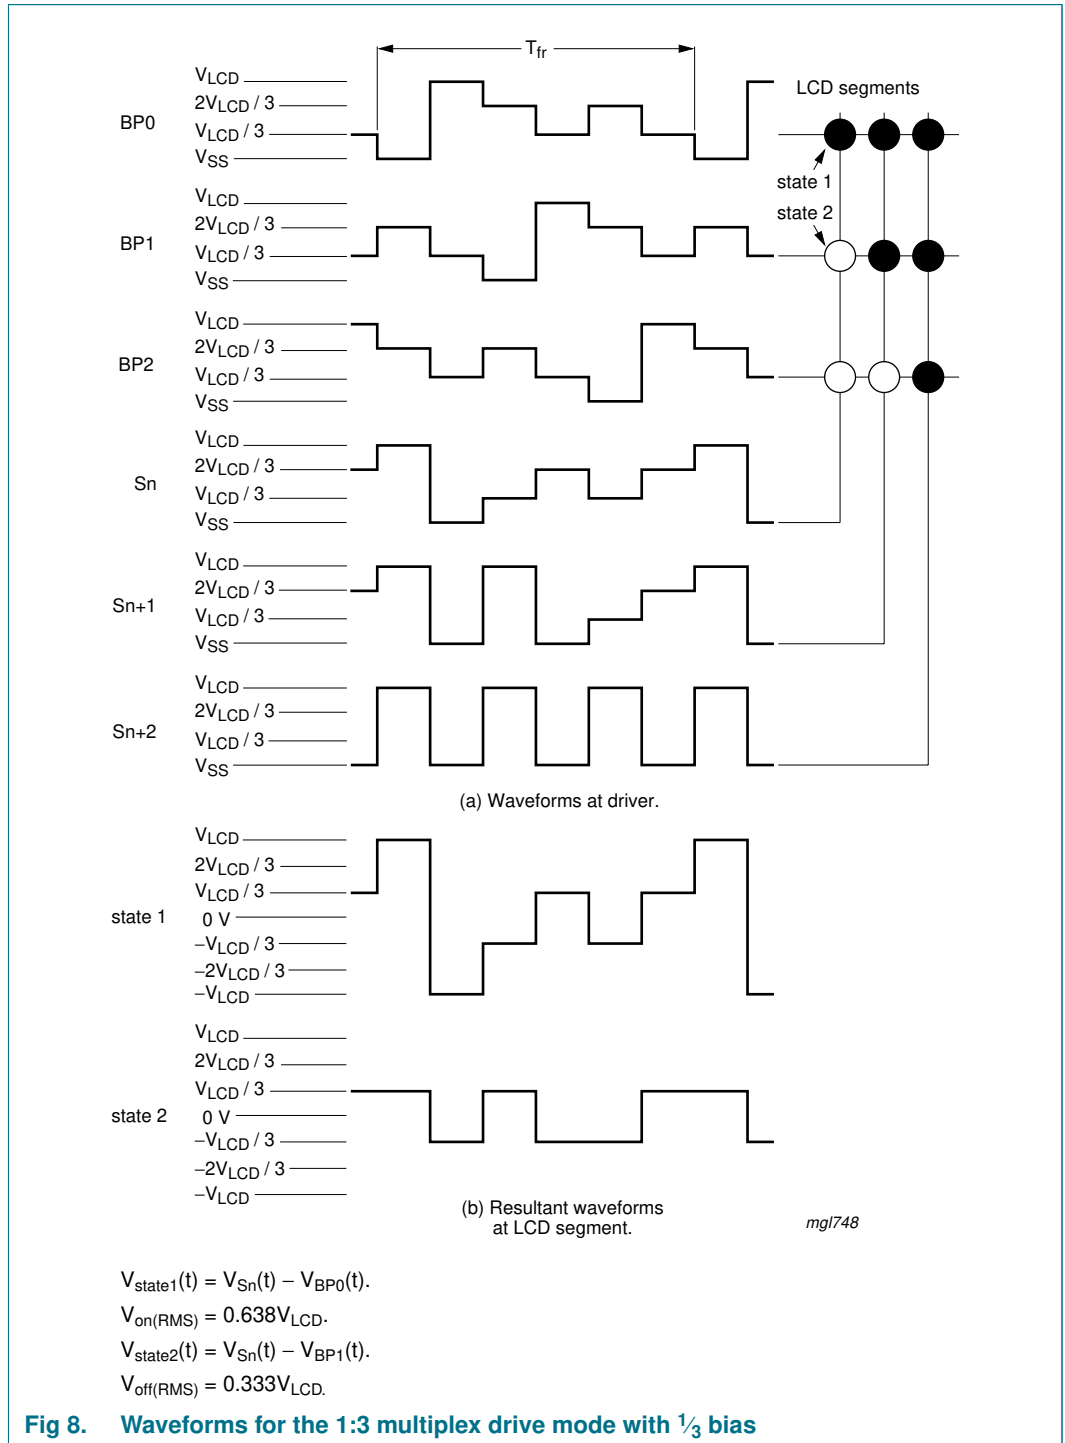 Tfr
VLCD
2VLCD / 3
BP0
VLCD / 3
VSS
LCD segments
state 1
state 2
VLCD
2VLCD / 3
BP1
VLCD / 3
VSS
VLCD
2VLCD / 3
BP2
VLCD / 3
VSS
VLCD
2VLCD / 3
Sn
VLCD / 3
VSS
VLCD
2VLCD / 3
Sn+1
VLCD / 3
VSS
VLCD
2VLCD / 3
Sn+2
VLCD / 3
VSS
(a) Waveforms at driver.
VLCD
2VLCD / 3
VLCD / 3
state 1
0 V
−VLCD / 3
−2VLCD / 3
−VLCD
VLCD
2VLCD / 3
VLCD / 3
state 2
0 V
−VLCD / 3
−2VLCD / 3
−VLCD
(b) Resultant waveforms
at LCD segment.
mgl748
Vstate1(t) = VSn(t) − VBP0(t).
Von(RMS) = 0.638VLCD.
Vstate2(t) = VSn(t) − VBP1(t).
Voff(RMS) = 0.333VLCD.
Fig 8. Waveforms for the 1:3 multiplex drive mode with 1⁄3 bias